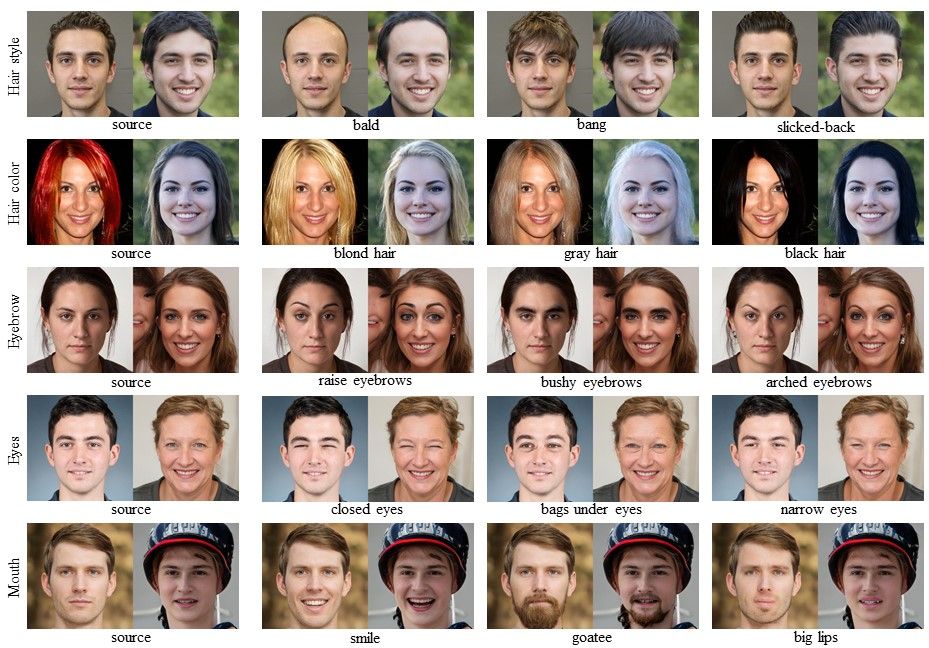 Hair style
source
bald
bang
slicked-back
Hair color
source
blond hair
gray hair
black hair
Eyebrow
source
raise eyebrows
bushy eyebrows
arched eyebrows
Eyes
source
closed eyes
bags under eyes
narrow eyes
Mouth
source
smile
goatee
big lips